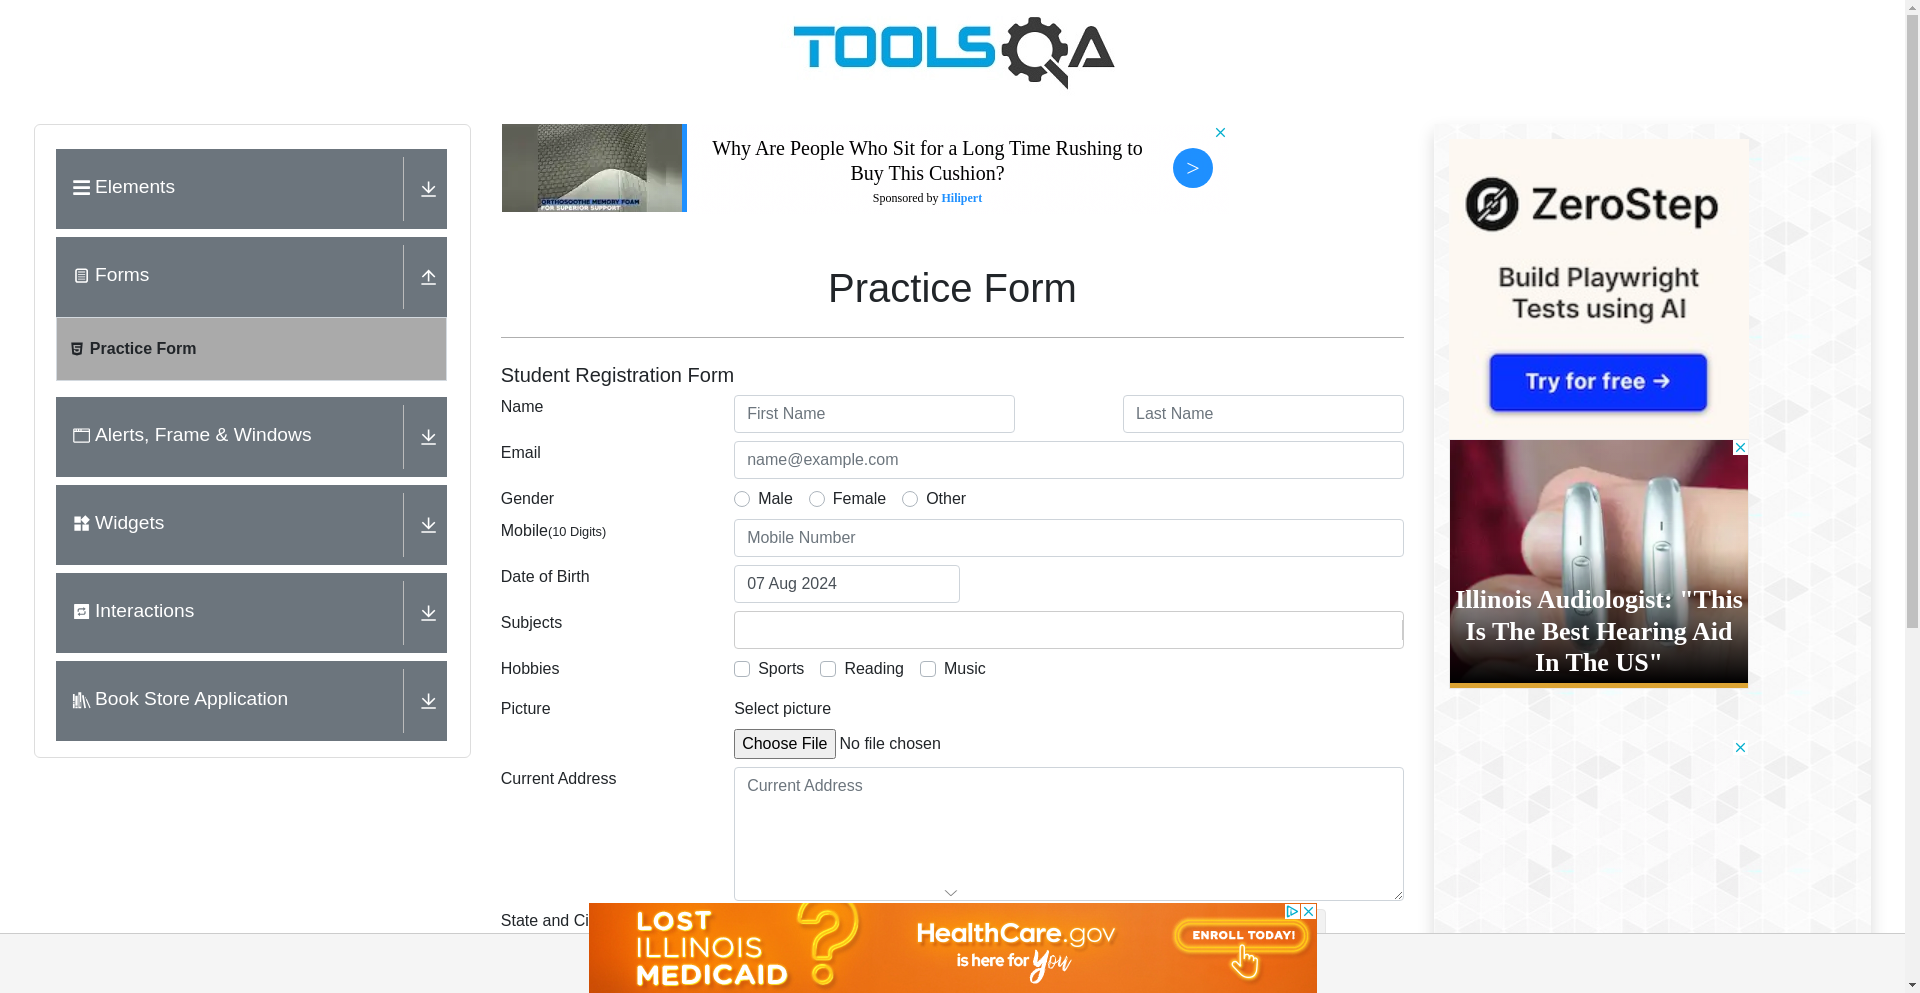 TOOLSQA
Elements
Forms
Practice Form
Alerts, Frame & Windows
Widgets
Interactions
Book Store Application
ORTHOSOOTHE MEMORY FOAM
FOR SUPERIOR SUPPORT
Why Are People Who Sit for a Long Time Rushing to
Buy This Cushion?
Sponsored by Hilipert
>
Practice Form
Student Registration Form
Name
First Name
Last Name
Email
name@example.com
Gender
Male
Female
Other
Mobile(10 Digits)
Mobile Number
Date of Birth
07 Aug 2024
Subjects
Hobbies
Sports
Reading
Music
Picture
Select picture
Choose File No file chosen
Current Address
Current Address
State and Ci
ZeroStep
Build Playwright
Tests using AI
Try for free →
Illinois Audiologist: "This
Is The Best Hearing Aid
In The US"
LOST
ILLINOIS
MEDICAID
?
HealthCare.gov
is here for you
ENROLL TODAY!